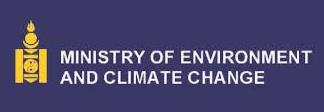 MINISTRY OF ENVIRONMENT
AND CLIMATE CHANGE